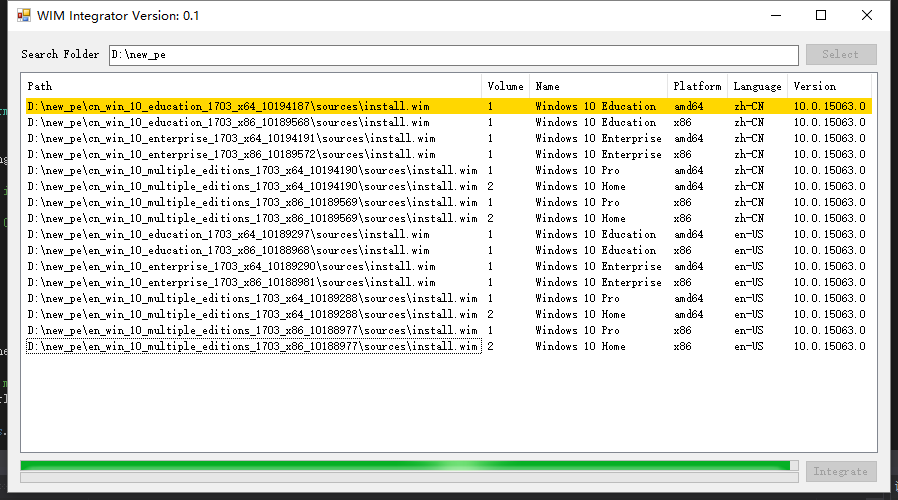 WIM Integrator Version: 0.1
Search Folder D:\new_pe Select
Path Volume Name Platform Language Version
D:\new_pe\cn_win_10_education_1703_x64_10194187\sources\install.wim 1 Windows 10 Education amd64 zh-CN 10.0.15063.0
D:\new_pe\cn_win_10_education_1703_x86_10189568\sources\install.wim 1 Windows 10 Education x86 zh-CN 10.0.15063.0
D:\new_pe\cn_win_10_enterprise_1703_x64_10194191\sources\install.wim 1 Windows 10 Enterprise amd64 zh-CN 10.0.15063.0
D:\new_pe\cn_win_10_enterprise_1703_x86_10189572\sources\install.wim 1 Windows 10 Enterprise x86 zh-CN 10.0.15063.0
D:\new_pe\cn_win_10_multiple_editions_1703_x64_10194190\sources\install.wim 1 Windows 10 Pro amd64 zh-CN 10.0.15063.0
D:\new_pe\cn_win_10_multiple_editions_1703_x64_10194190\sources\install.wim 2 Windows 10 Home amd64 zh-CN 10.0.15063.0
D:\new_pe\cn_win_10_multiple_editions_1703_x86_10189569\sources\install.wim 1 Windows 10 Pro x86 zh-CN 10.0.15063.0
D:\new_pe\cn_win_10_multiple_editions_1703_x86_10189569\sources\install.wim 2 Windows 10 Home x86 zh-CN 10.0.15063.0
D:\new_pe\en_win_10_education_1703_x64_10189297\sources\install.wim 1 Windows 10 Education amd64 en-US 10.0.15063.0
D:\new_pe\en_win_10_education_1703_x86_10188968\sources\install.wim 1 Windows 10 Education x86 en-US 10.0.15063.0
D:\new_pe\en_win_10_enterprise_1703_x64_10189290\sources\install.wim 1 Windows 10 Enterprise amd64 en-US 10.0.15063.0
D:\new_pe\en_win_10_enterprise_1703_x86_10188981\sources\install.wim 1 Windows 10 Enterprise x86 en-US 10.0.15063.0
D:\new_pe\en_win_10_multiple_editions_1703_x64_10189288\sources\install.wim 1 Windows 10 Pro amd64 en-US 10.0.15063.0
D:\new_pe\en_win_10_multiple_editions_1703_x64_10189288\sources\install.wim 2 Windows 10 Home amd64 en-US 10.0.15063.0
D:\new_pe\en_win_10_multiple_editions_1703_x86_10188977\sources\install.wim 1 Windows 10 Pro x86 en-US 10.0.15063.0
D:\new_pe\en_win_10_multiple_editions_1703_x86_10188977\sources\install.wim 2 Windows 10 Home x86 en-US 10.0.15063.0
Integrate